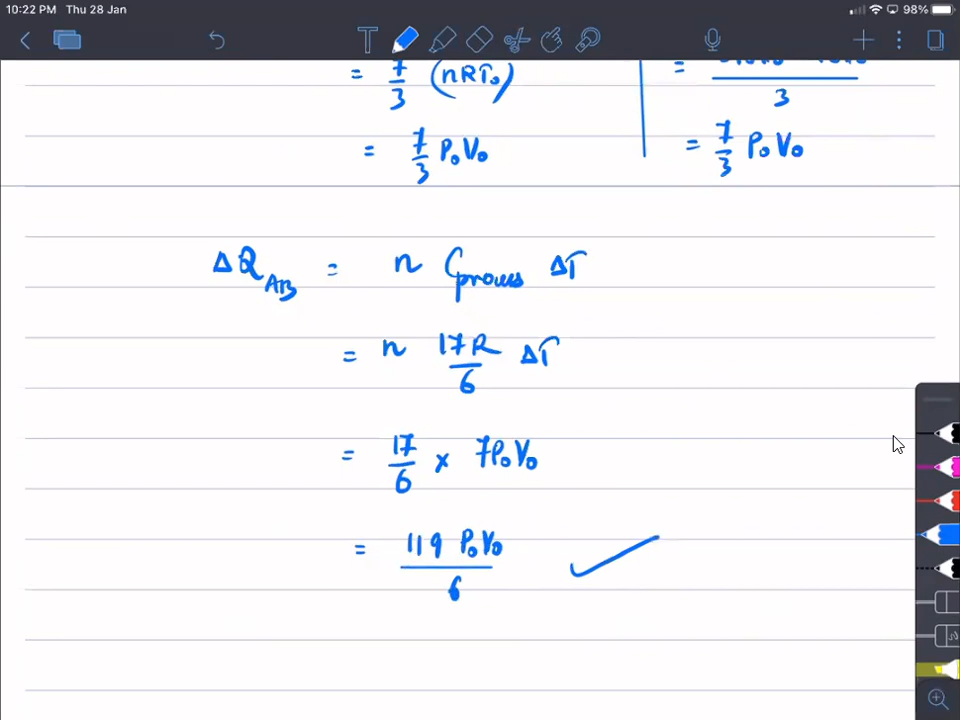 10:22 PM Thu 28 Jan 98%
= 7/3 (nRT₀)
= 3
= 7/3 P₀V₀
= 7/3 P₀V₀
ΔQ_AB = n C_process ΔT
= n 17R/6 ΔT
= 17/6 × 7P₀V₀
= 119 P₀V₀/6